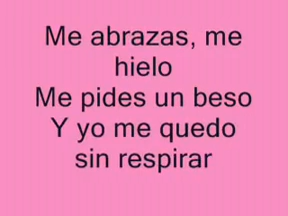 Me abrazas, me
hielo
Me pides un beso
Y yo me quedo
sin respirar